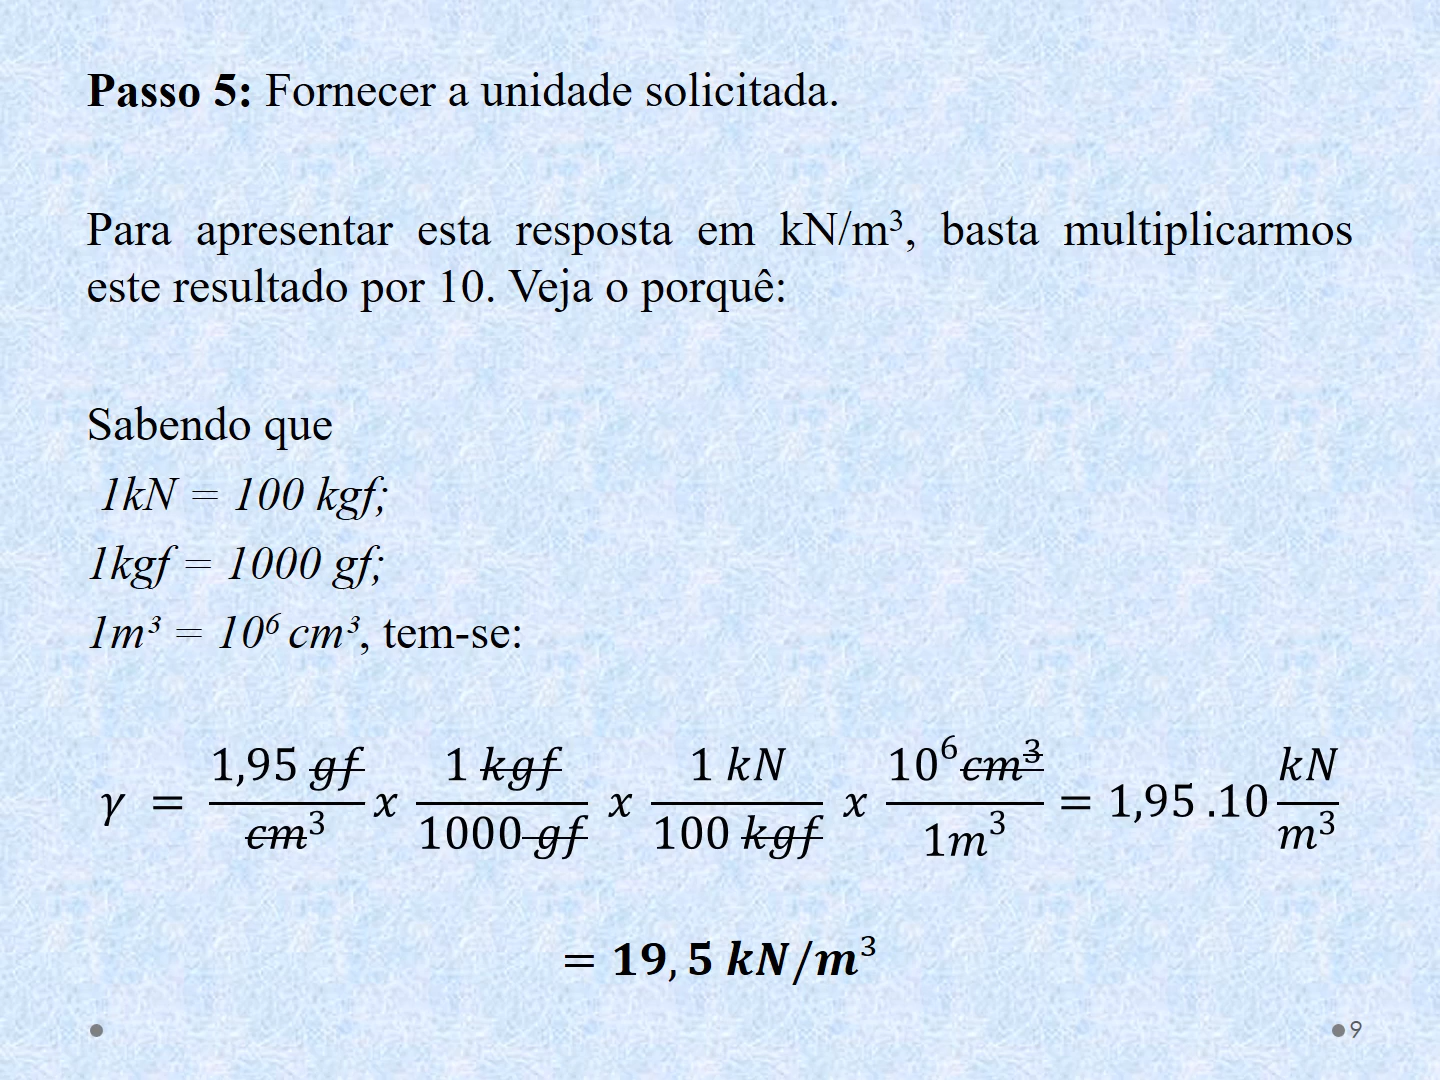 Passo 5: Fornecer a unidade solicitada.
Para apresentar esta resposta em kN/m³, basta multiplicarmos
este resultado por 10. Veja o porquê:
Sabendo que
1kN = 100 kgf;
1kgf = 1000 gf;
1m³ = 10⁶ cm³, tem-se:
γ = 1,95 gf/cm³ x 1 kgf/1000 gf x 1 kN/100 kgf x 10⁶cm³/1m³ = 1,95 .10 kN/m³
= 19,5 kN/m³
9